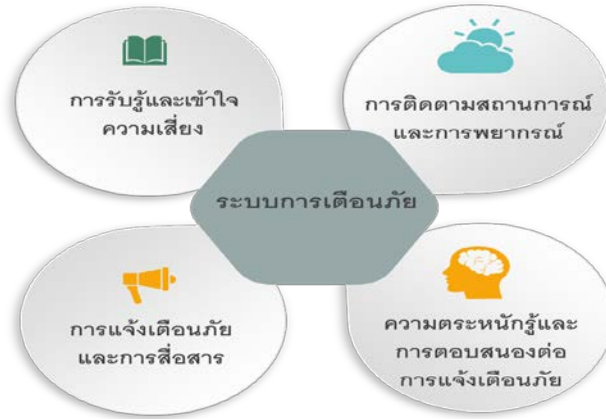 การรับรู้และเข้าใจ
ความเสี่ยง
การติดตามสถานการณ์
และการพยากรณ์
ระบบการเตือนภัย
การแจ้งเตือนภัย
และการสื่อสาร
ความตระหนักรู้และ
การตอบสนองต่อ
การแจ้งเตือนภัย